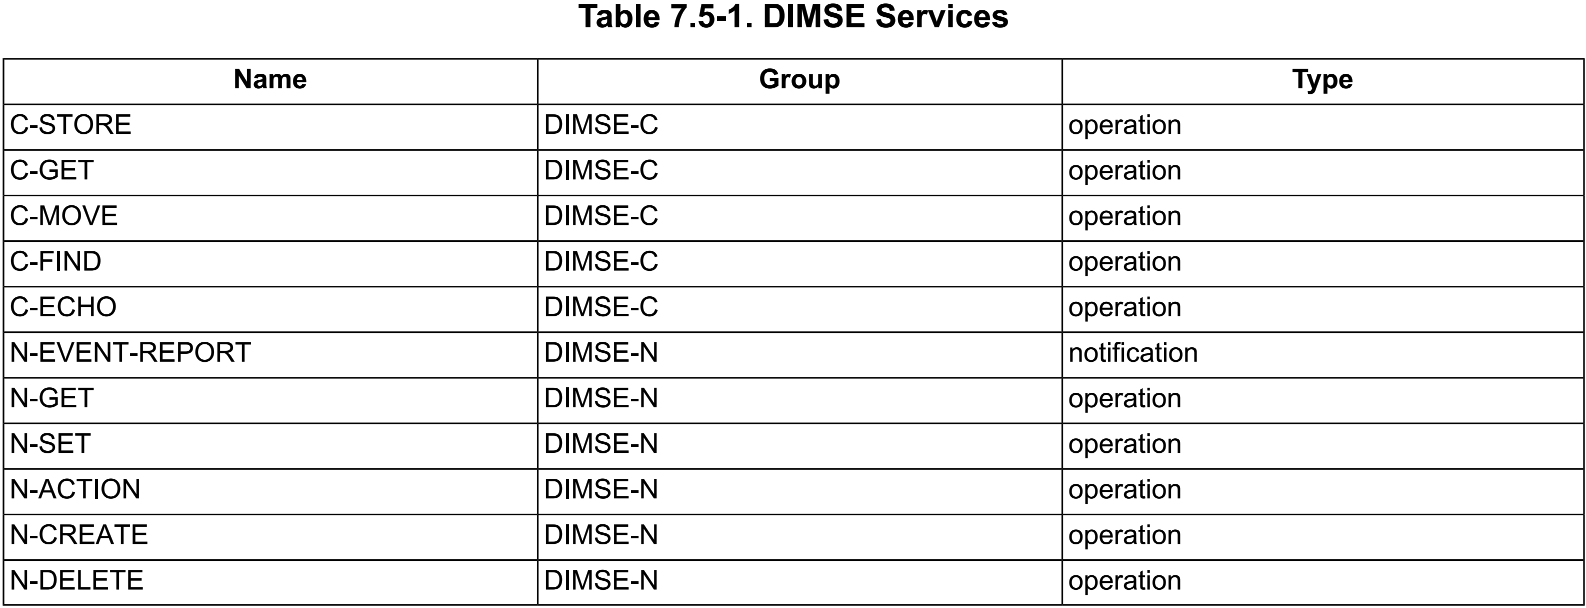 Table 7.5-1. DIMSE Services
Name Group Type
C-STORE DIMSE-C operation
C-GET DIMSE-C operation
C-MOVE DIMSE-C operation
C-FIND DIMSE-C operation
C-ECHO DIMSE-C operation
N-EVENT-REPORT DIMSE-N notification
N-GET DIMSE-N operation
N-SET DIMSE-N operation
N-ACTION DIMSE-N operation
N-CREATE DIMSE-N operation
N-DELETE DIMSE-N operation